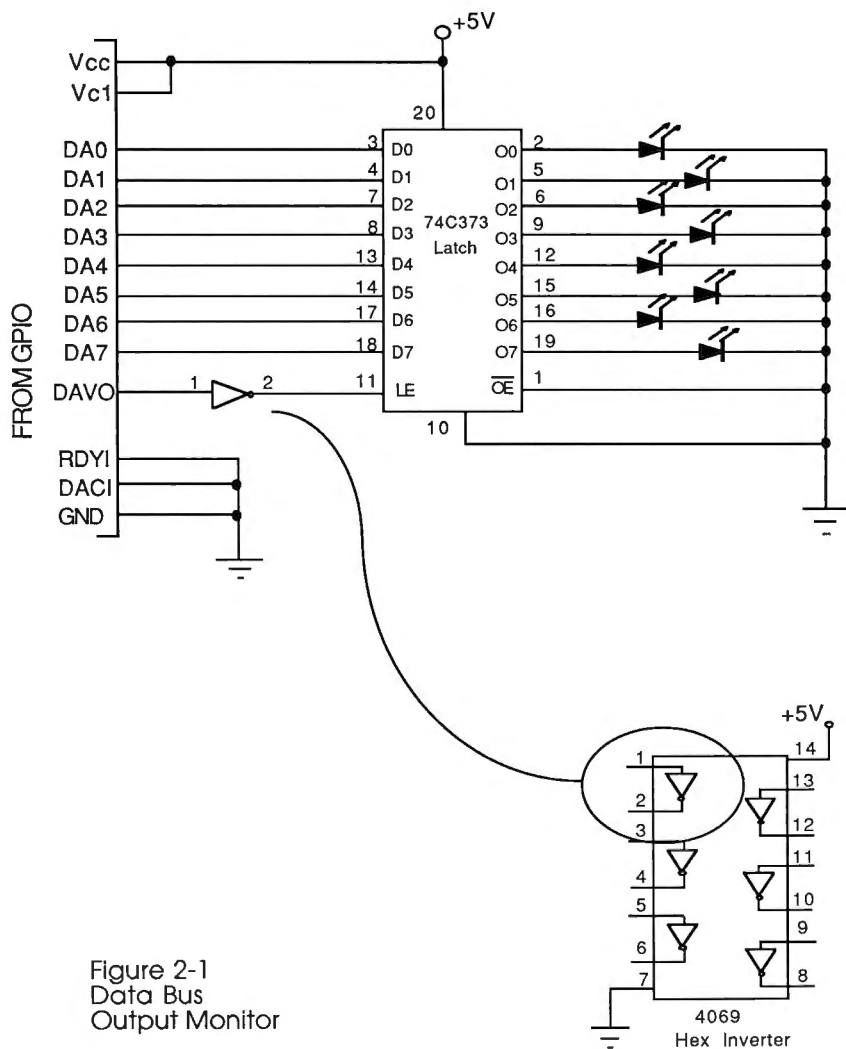 +5V
Vcc
Vc1
20
DA0 3 D0 O0 2
DA1 4 D1 O1 5
DA2 7 D2 O2 6
DA3 8 D3 74C373 O3 9
Latch
DA4 13 D4 O4 12
DA5 14 D5 O5 15
DA6 17 D6 O6 16
DA7 18 D7 O7 19
DAVO 1 2 11 LE OE 1
10
FROM GPIO
RDYI
DACI
GND
+5V
14
1
13
2
12
3
11
4
10
5
9
6
8
7
4069
Hex Inverter
Figure 2-1
Data Bus
Output Monitor